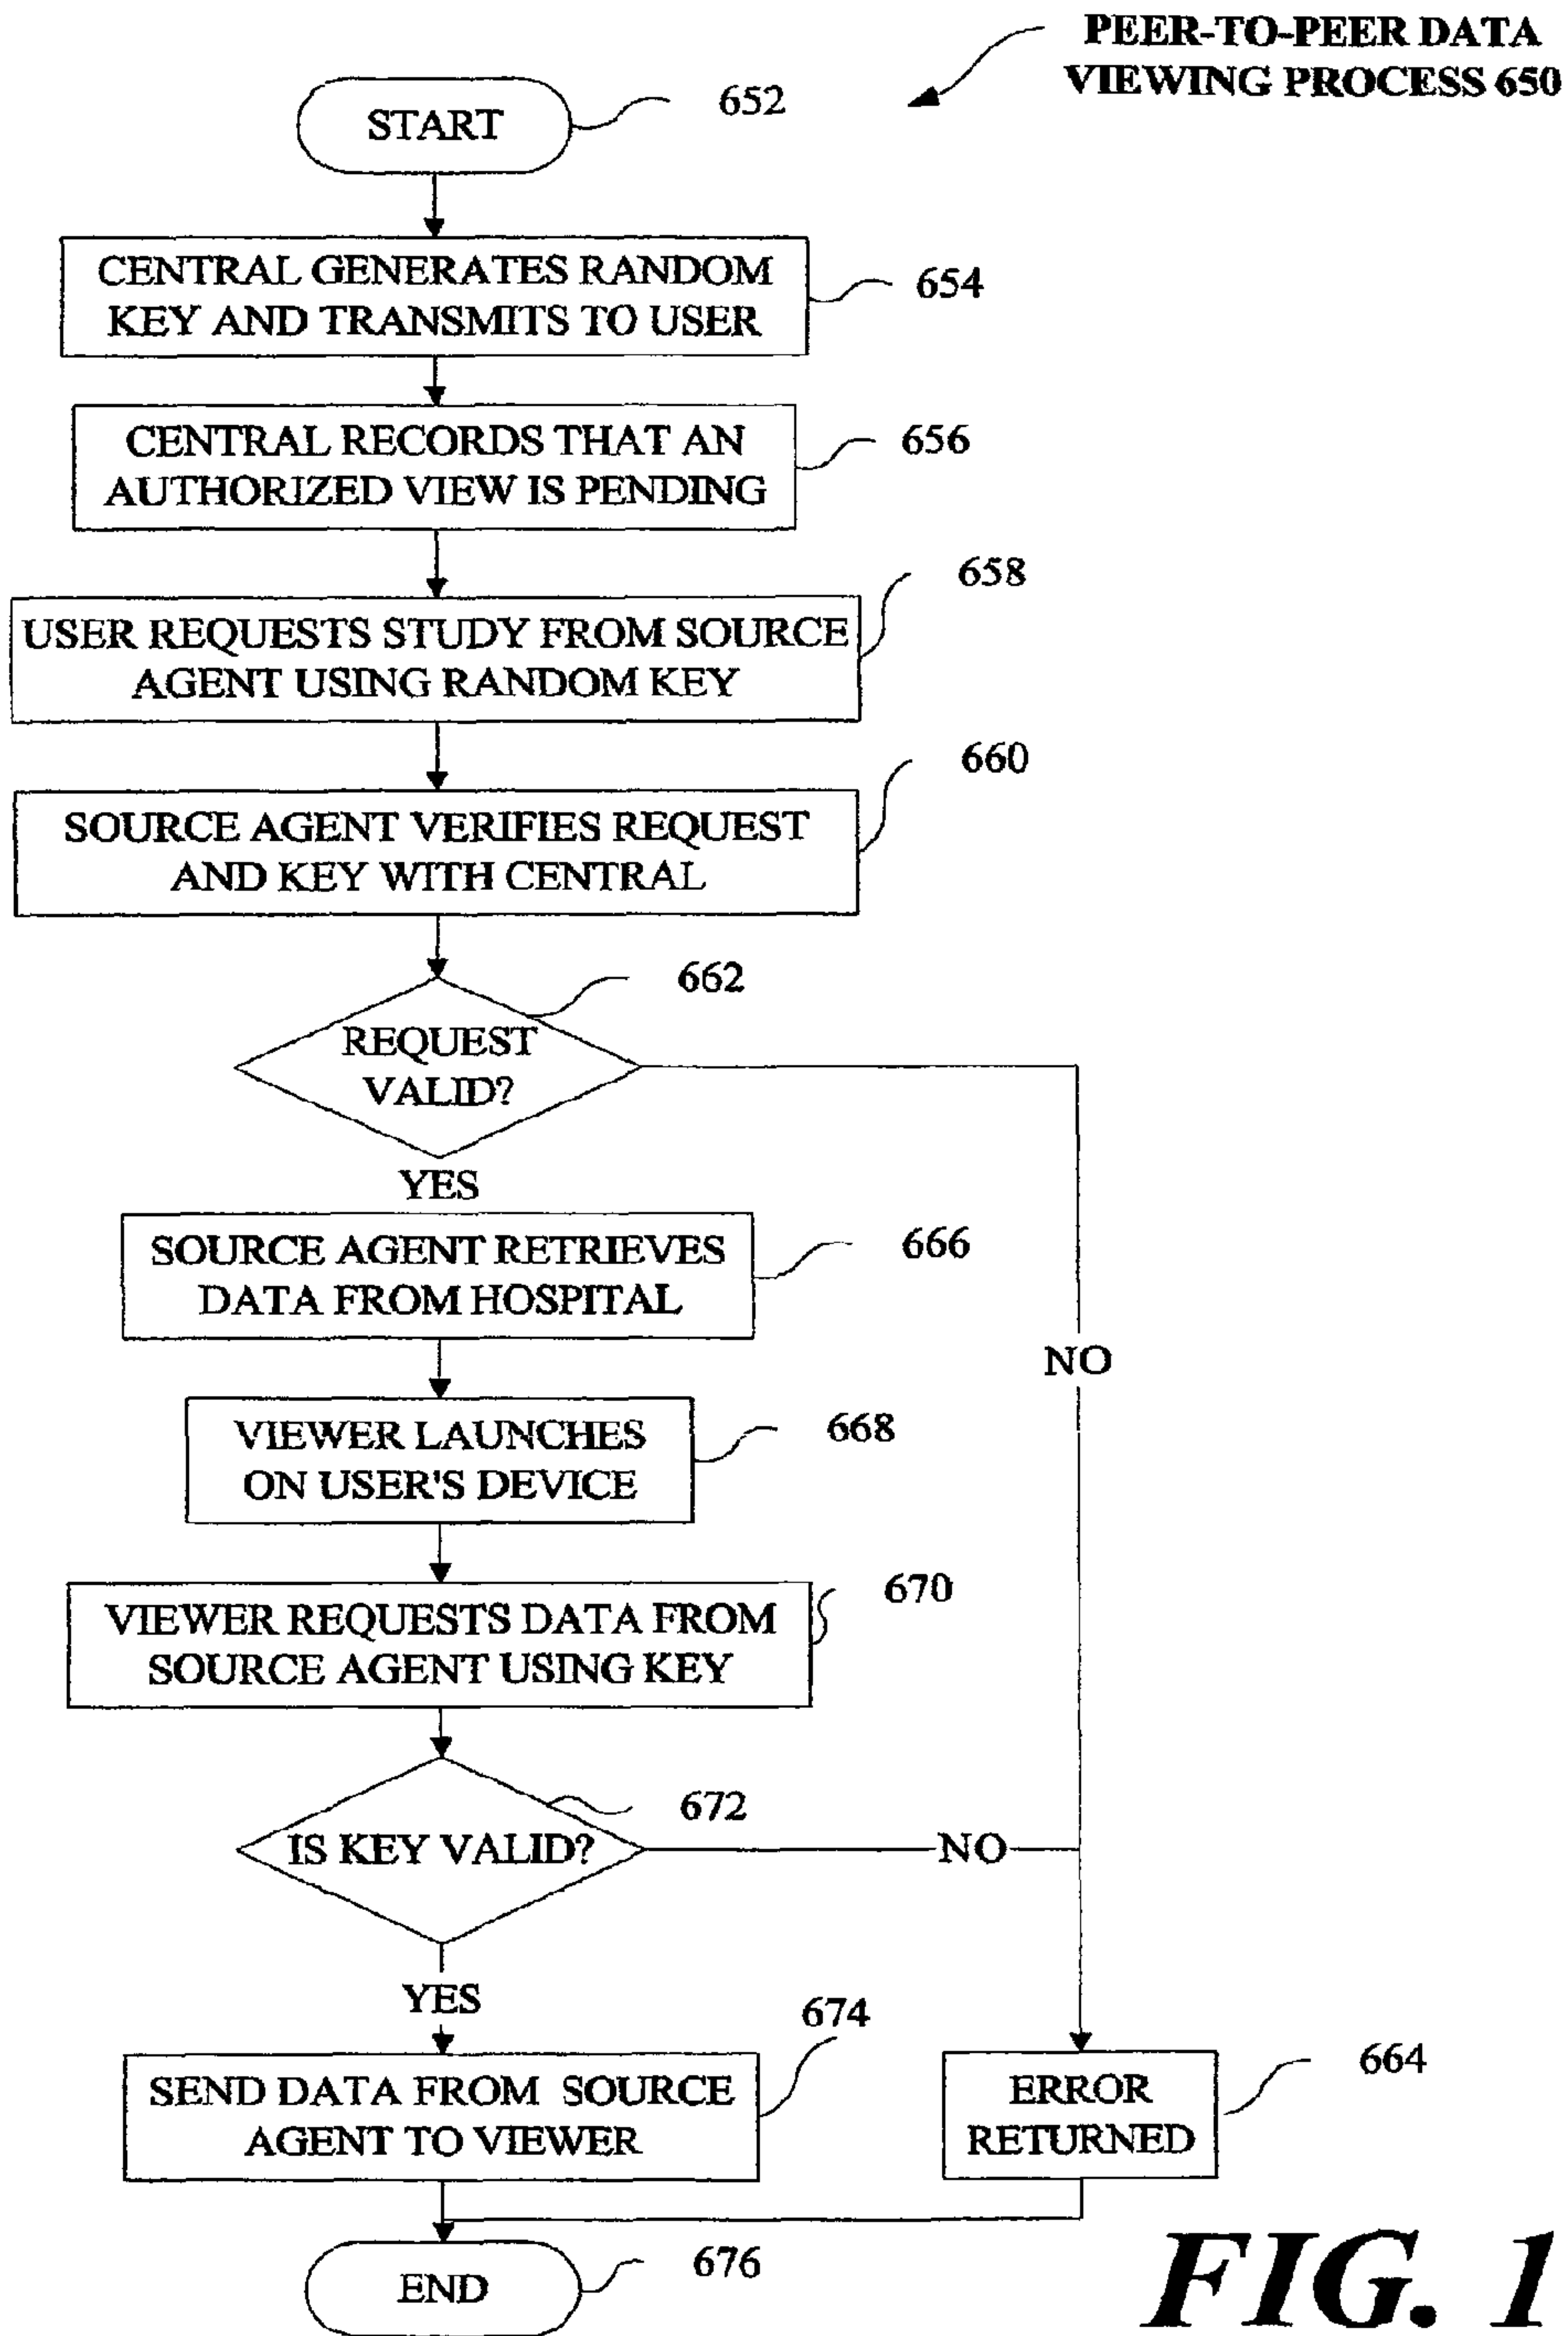 PEER-TO-PEER DATA
VIEWING PROCESS 650
START
652
CENTRAL GENERATES RANDOM
KEY AND TRANSMITS TO USER
654
CENTRAL RECORDS THAT AN
AUTHORIZED VIEW IS PENDING
656
658
USER REQUESTS STUDY FROM SOURCE
AGENT USING RANDOM KEY
660
SOURCE AGENT VERIFIES REQUEST
AND KEY WITH CENTRAL
662
REQUEST
VALID?
YES
SOURCE AGENT RETRIEVES
DATA FROM HOSPITAL
666
NO
VIEWER LAUNCHES
ON USER'S DEVICE
668
VIEWER REQUESTS DATA FROM
SOURCE AGENT USING KEY
670
672
IS KEY VALID?
NO
YES
674
SEND DATA FROM SOURCE
AGENT TO VIEWER
ERROR
RETURNED
664
END
676
FIG. 1